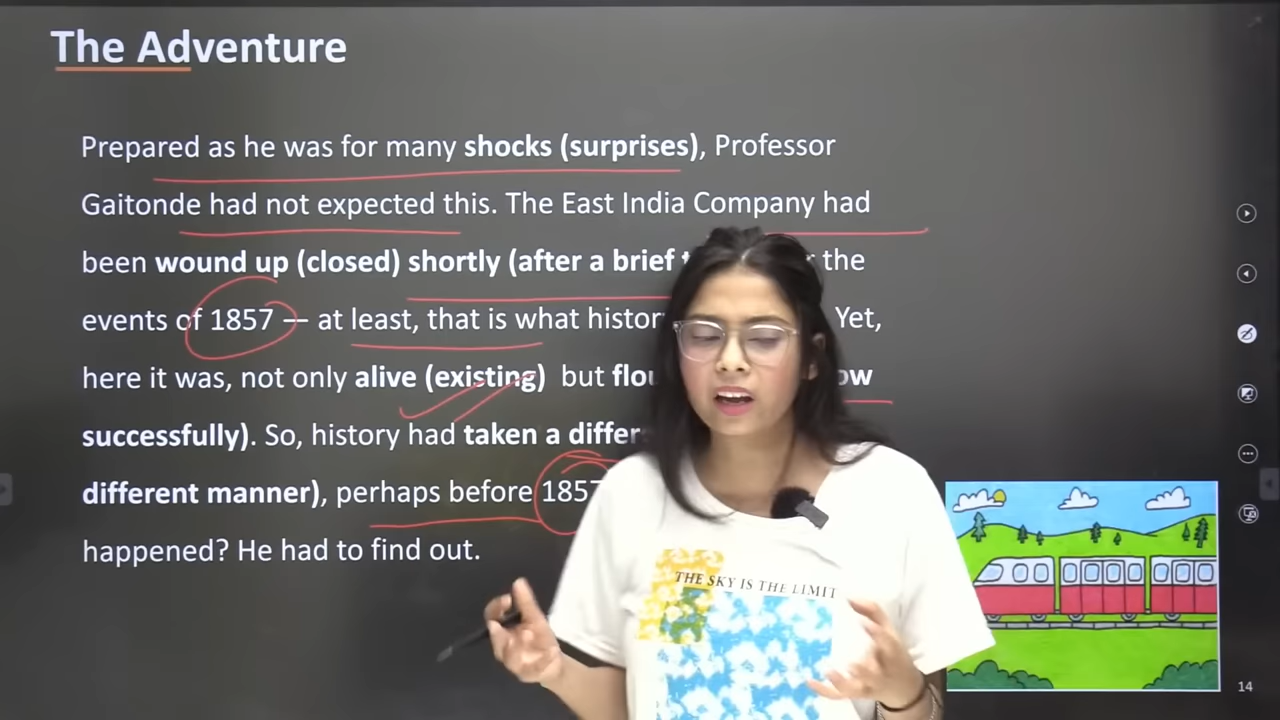 The Adventure
Prepared as he was for many shocks (surprises), Professor
Gaitonde had not expected this. The East India Company had
been wound up (closed) shortly (after a brief the
events of 1857 – at least, that is what Yet,
here it was, not only alive (existing) but
successfully). So, history had taken a
different manner), perhaps before 1857
happened? He had to find out.
THE SKY IS THE LIMIT
14